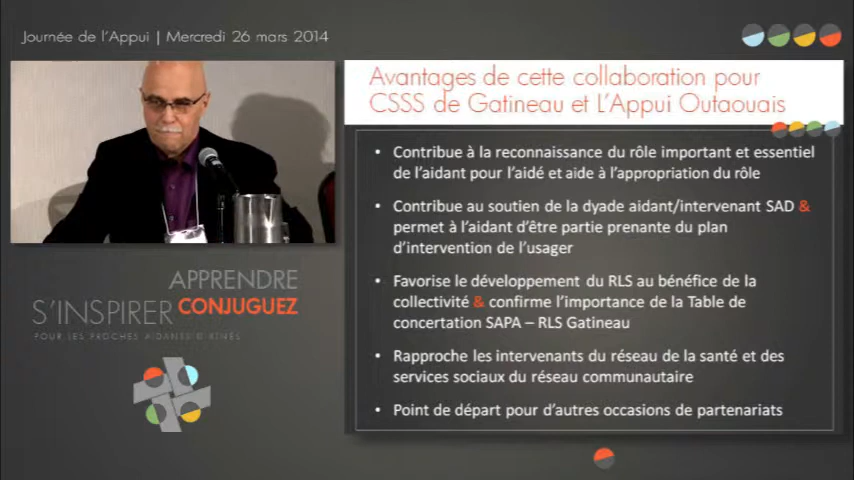 Journée de l'Appui | Mercredi 26 mars 2014
Avantages de cette collaboration pour
CSSS de Gatineau et L'Appui Outaouais
• Contribue à la reconnaissance du rôle important et essentiel
de l'aidant pour l'aidé et aide à l'appropriation du rôle
• Contribue au soutien de la dyade aidant/intervenant SAD &
permet à l'aidant d'être partie prenante du plan
d'intervention de l'usager
• Favorise le développement du RLS au bénéfice de la
collectivité & confirme l'importance de la Table de
concertation SAPA – RLS Gatineau
• Rapproche les intervenants du réseau de la santé et des
services sociaux du réseau communautaire
• Point de départ pour d'autres occasions de partenariats
APPRENDRE
S'INSPIRER CONJUGUEZ
POUR LES PROCHES AIDANTS D'AÎNÉS